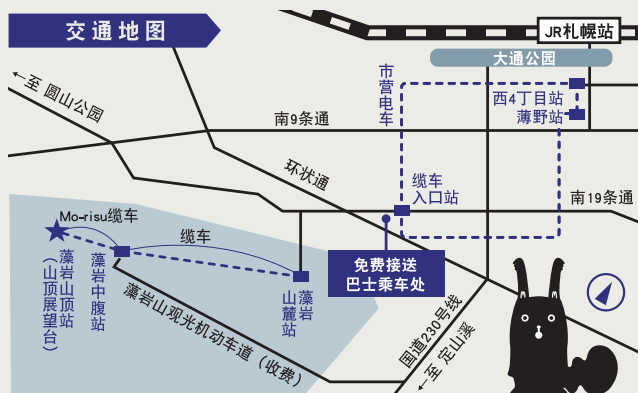 交通地图
JR札幌站
大通公园
←至 圆山公园
市营电车
西4丁目站
薄野站
南9条通
环状通
缆车
入口站
南19条通
Mo-risu缆车
缆车
免费接送
巴士乘车处
藻岩山顶站
(山顶展望台)
藻岩中腹站
藻岩
山麓站
藻岩山观光机动车道(收费)
国道230号线
←至 定山溪